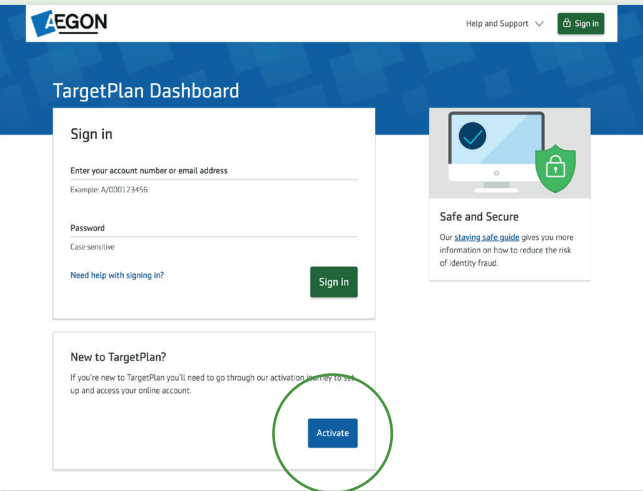 AEGON
Help and Support
Sign in
TargetPlan Dashboard
Sign in
Enter your account number or email address
Example: A/000123456
Password
Case sensitive
Need help with signing in?
Sign in
Safe and Secure
Our staying safe guide gives you more
information on how to reduce the risk
of identity fraud.
New to TargetPlan?
If you're new to TargetPlan you'll need to go through our activation journey to set
up and access your online account.
Activate